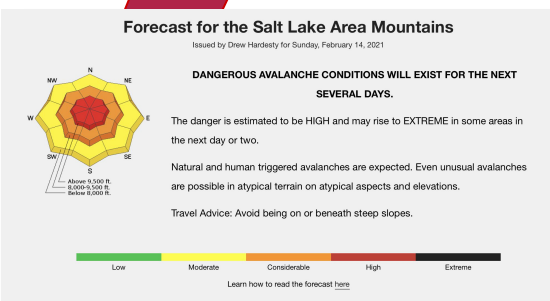 Forecast for the Salt Lake Area Mountains
Issued by Drew Hardesty for Sunday, February 14, 2021
N
NW
NE
W
E
SW
SE
S
Above 9,500 ft.
8,000-9,500 ft.
Below 8,000 ft.
DANGEROUS AVALANCHE CONDITIONS WILL EXIST FOR THE NEXT
SEVERAL DAYS.
The danger is estimated to be HIGH and may rise to EXTREME in some areas in
the next day or two.
Natural and human triggered avalanches are expected. Even unusual avalanches
are possible in atypical terrain on atypical aspects and elevations.
Travel Advice: Avoid being on or beneath steep slopes.
Low Moderate Considerable High Extreme
Learn how to read the forecast here